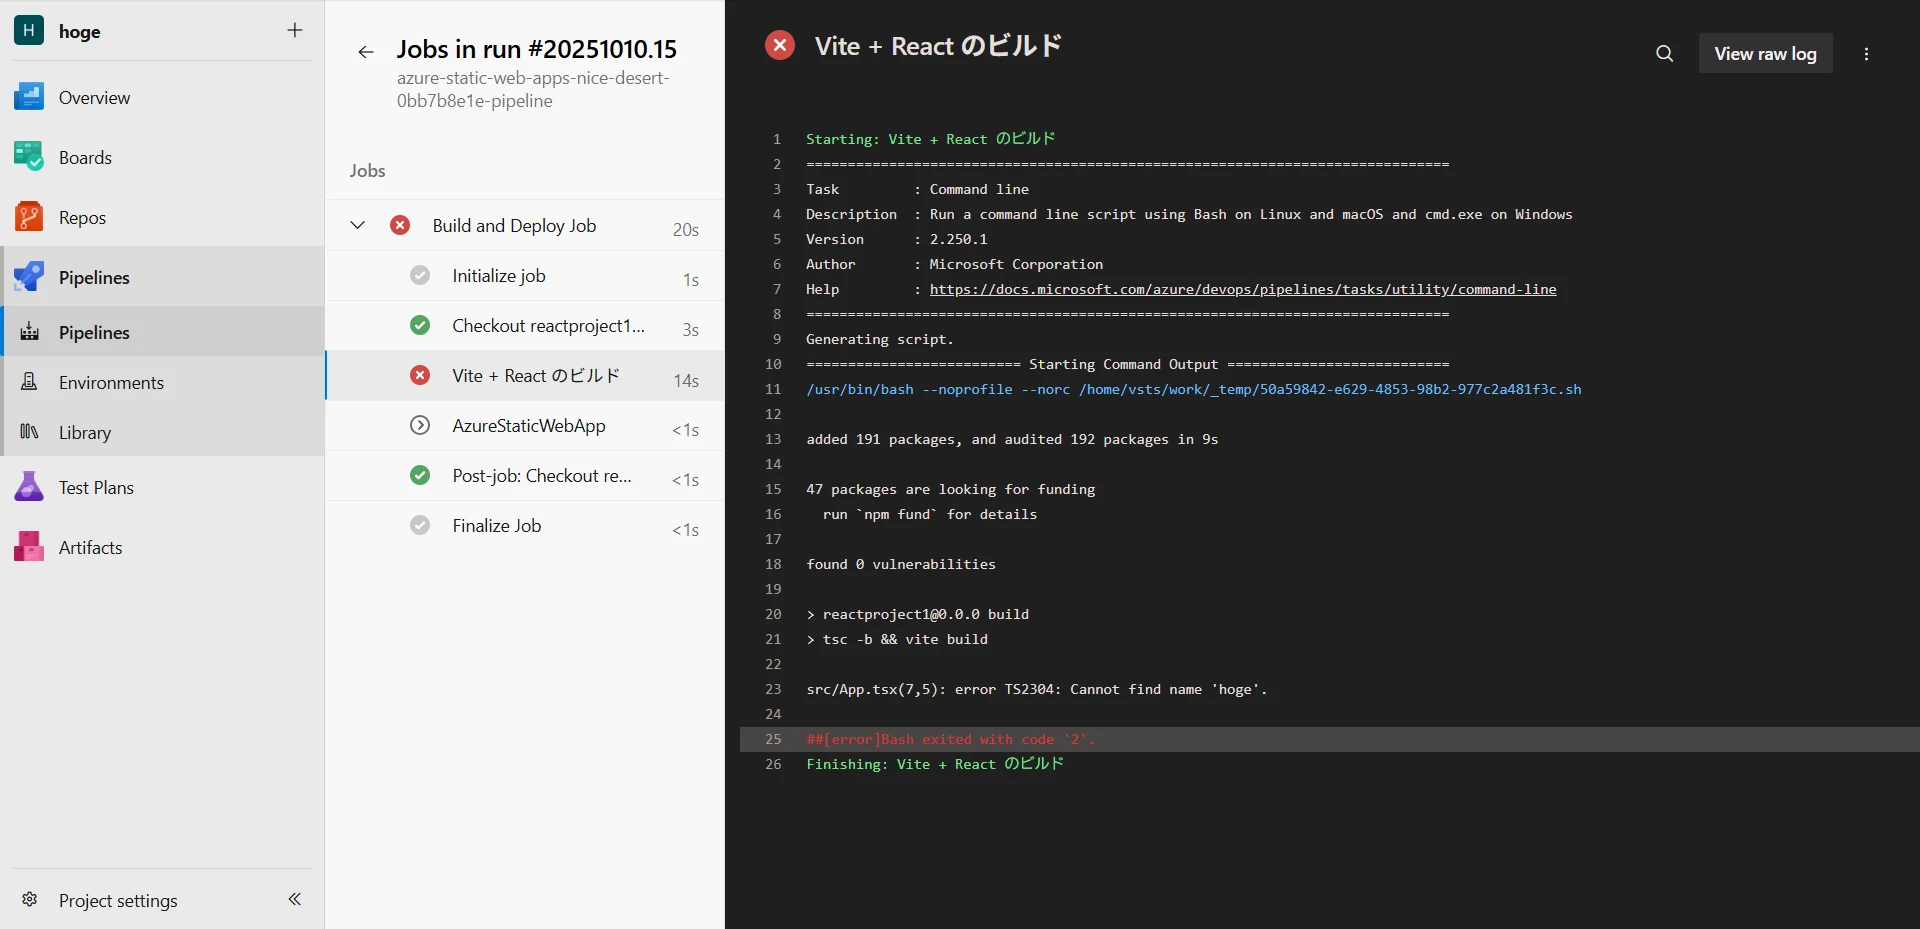 H hoge
Overview
Boards
Repos
Pipelines
Pipelines
Environments
Library
Test Plans
Artifacts
Project settings
Jobs in run #20251010.15
azure-static-web-apps-nice-desert-
0bb7b8e1e-pipeline
Jobs
Build and Deploy Job 20s
Initialize job 1s
Checkout reactproject1... 3s
Vite + React のビルド 14s
AzureStaticWebApp <1s
Post-job: Checkout re... <1s
Finalize Job <1s
Vite + React のビルド
View raw log
1 Starting: Vite + React のビルド
2 ==============================================================================
3 Task         : Command line
4 Description  : Run a command line script using Bash on Linux and macOS and cmd.exe on Windows
5 Version      : 2.250.1
6 Author       : Microsoft Corporation
7 Help         : https://docs.microsoft.com/azure/devops/pipelines/tasks/utility/command-line
8 ==============================================================================
9 Generating script.
10 ========================== Starting Command Output ===========================
11 /usr/bin/bash --noprofile --norc /home/vsts/work/_temp/50a59842-e629-4853-98b2-977c2a481f3c.sh
12
13 added 191 packages, and audited 192 packages in 9s
14
15 47 packages are looking for funding
16   run `npm fund` for details
17
18 found 0 vulnerabilities
19
20 > reactproject1@0.0.0 build
21 > tsc -b && vite build
22
23 src/App.tsx(7,5): error TS2304: Cannot find name 'hoge'.
24
25 ##[error]Bash exited with code '2'.
26 Finishing: Vite + React のビルド